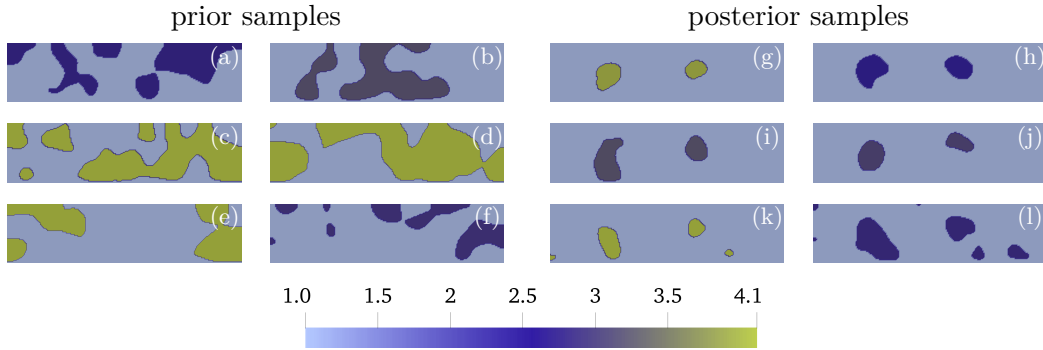 prior samples posterior samples
(a) (b) (g) (h)
(c) (d) (i) (j)
(e) (f) (k) (l)
1.0 1.5 2 2.5 3 3.5 4.1